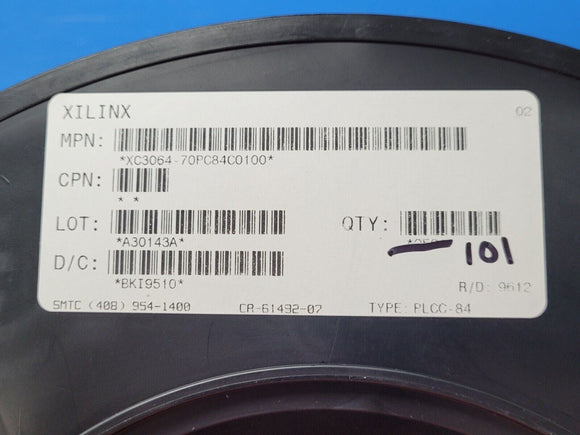 XILINX 02
MPN:
*XC3064-70PC84C0100*
CPN:
* *
LOT: QTY:
*A30143A*
101
D/C:
*BKI9510* R/D: 9612
SMTC (408) 954-1400 CR-61492-07 TYPE: PLCC-84